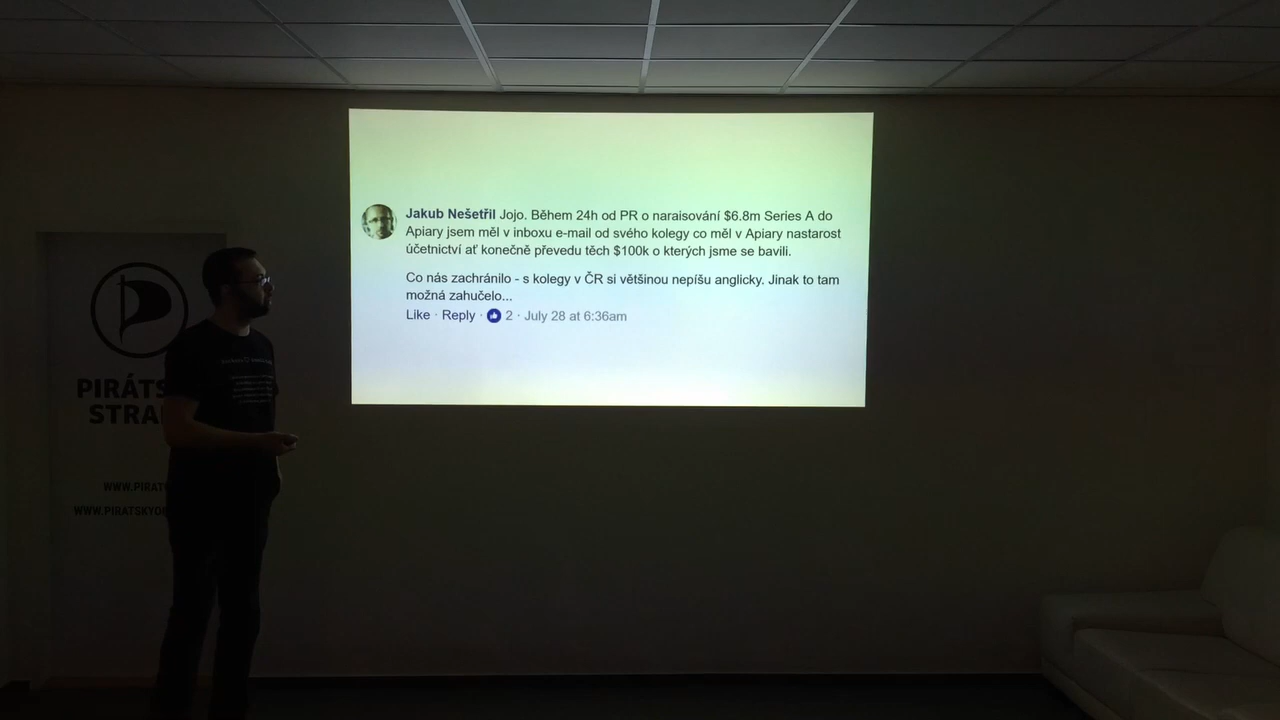 Jakub Nešetřil Jojo. Během 24h od PR o naraisování $6.8m Series A do
Apiary jsem měl v inboxu e-mail od svého kolegy co měl v Apiary nastarost
účetnictví ať konečně převedu těch $100k o kterých jsme se bavili.
Co nás zachránilo - s kolegy v ČR si většinou nepíšu anglicky. Jinak to tam
možná zahučelo...
Like · Reply · 2 · July 28 at 6:36am
PIRÁTS
STRA
WWW.PIRAT
WWW.PIRATSKYO